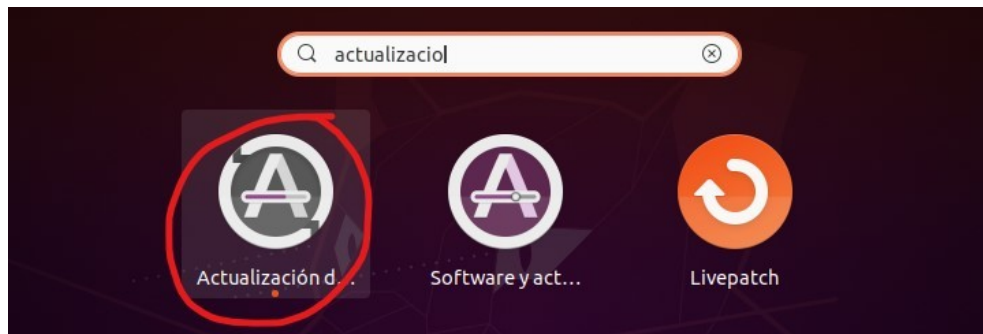 actualizacio
Actualización d...
Software y act...
Livepatch